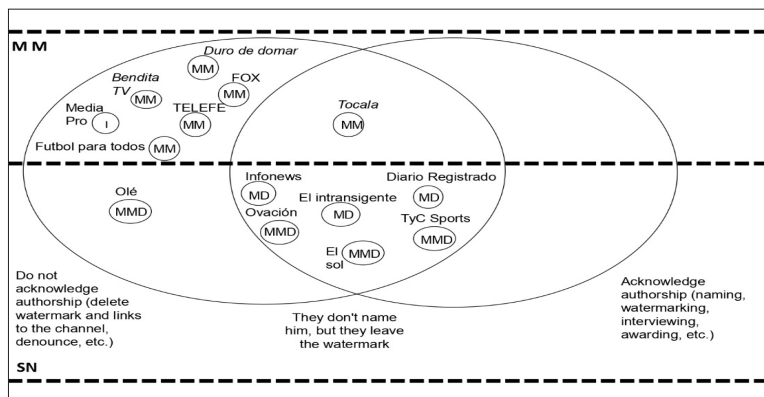 MM
Duro de domar
MM
Bendita
TV
MM
FOX
MM
Media
Pro
I
TELEFE
MM
Futbol para todos
MM
Tocala
MM
Olé
MMD
Infonews
MD
El intransigente
MD
Diario Registrado
MD
Ovación
MMD
TyC Sports
MMD
El
sol
MMD
Do not
acknowledge
authorship (delete
watermark and links
to the channel,
denounce, etc.)
They don't name
him, but they leave
the watermark
Acknowledge
authorship (naming,
watermarking,
interviewing,
awarding, etc.)
SN